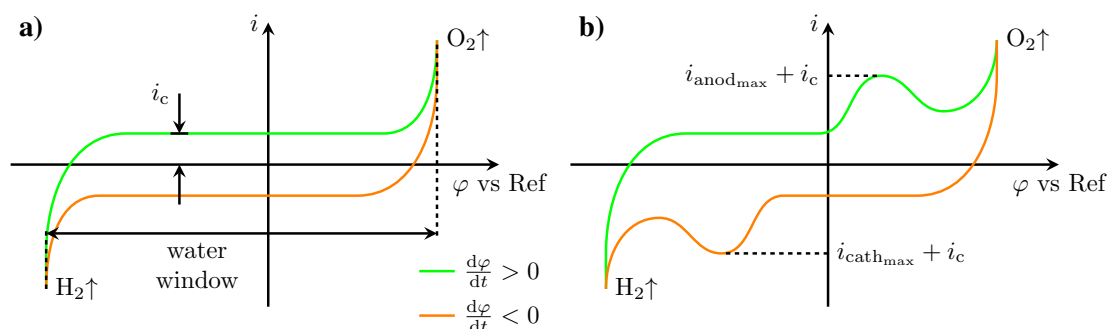 a)
i
O₂↑
i_c
φ vs Ref
water
window
H₂↑
dφ/dt > 0
dφ/dt < 0
b)
i
O₂↑
i_anod_max + i_c
φ vs Ref
i_cath_max + i_c
H₂↑